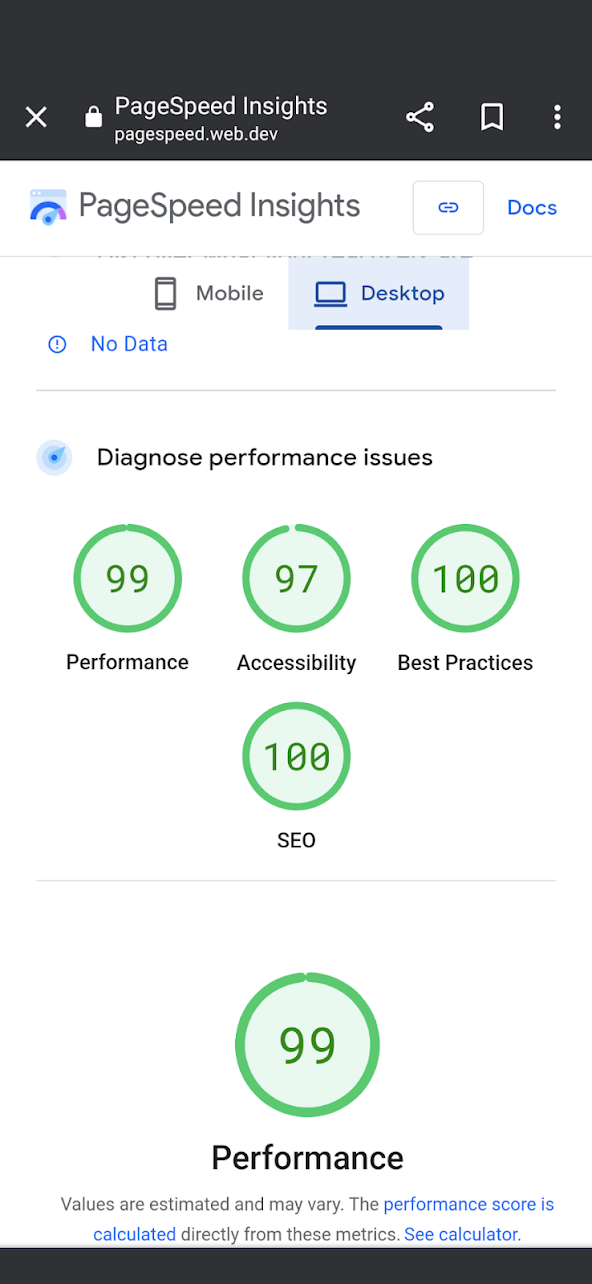 PageSpeed Insights
pagespeed.web.dev
PageSpeed Insights
Docs
Mobile
Desktop
No Data
Diagnose performance issues
99
97
100
Performance
Accessibility
Best Practices
100
SEO
99
Performance
Values are estimated and may vary. The performance score is
calculated directly from these metrics. See calculator.